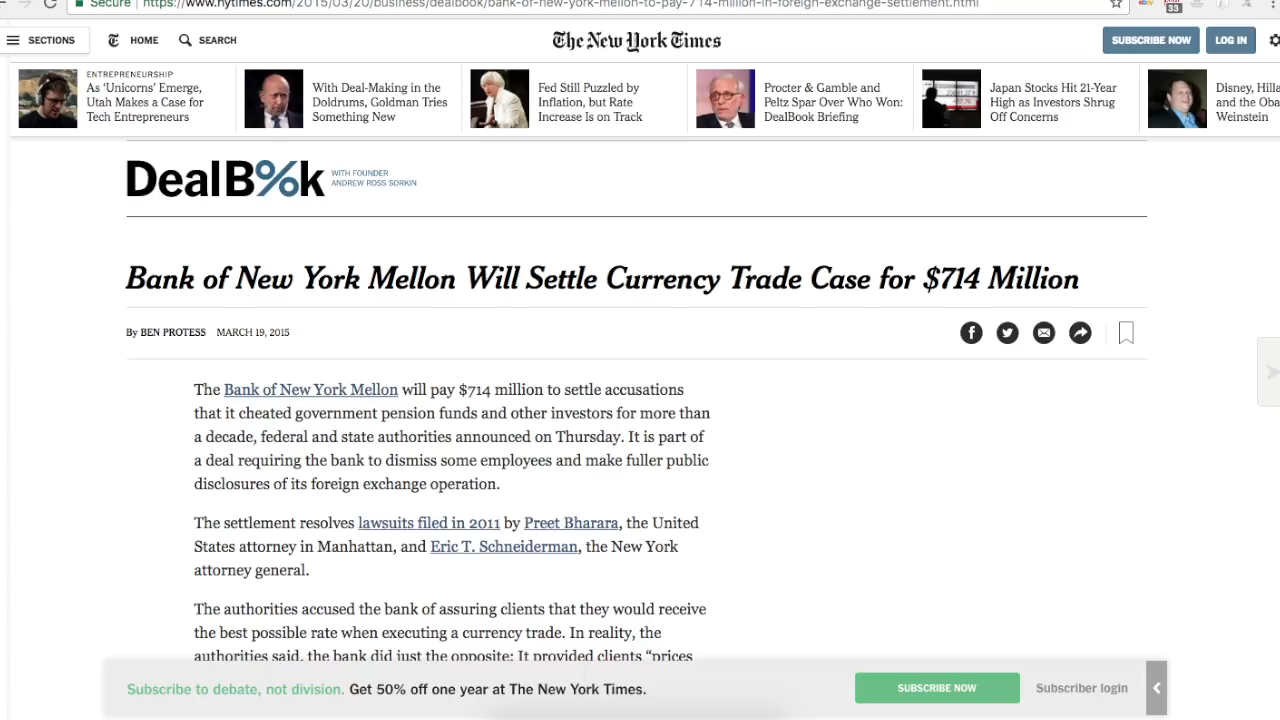 Secure https://www.nytimes.com/2015/03/20/business/dealbook/bank-of-new-york-mellon-to-pay-714-million-in-foreign-exchange-settlement.html
33
SECTIONS HOME SEARCH The New York Times SUBSCRIBE NOW LOG IN
ENTREPRENEURSHIP
As 'Unicorns' Emerge,
Utah Makes a Case for
Tech Entrepreneurs
With Deal-Making in the
Doldrums, Goldman Tries
Something New
Fed Still Puzzled by
Inflation, but Rate
Increase Is on Track
Procter & Gamble and
Peltz Spar Over Who Won:
DealBook Briefing
Japan Stocks Hit 21-Year
High as Investors Shrug
Off Concerns
Disney, Hilla
and the Oba
Weinstein
DealB%k
WITH FOUNDER
ANDREW ROSS SORKIN
Bank of New York Mellon Will Settle Currency Trade Case for $714 Million
By BEN PROTESS MARCH 19, 2015
The Bank of New York Mellon will pay $714 million to settle accusations
that it cheated government pension funds and other investors for more than
a decade, federal and state authorities announced on Thursday. It is part of
a deal requiring the bank to dismiss some employees and make fuller public
disclosures of its foreign exchange operation.
The settlement resolves lawsuits filed in 2011 by Preet Bharara, the United
States attorney in Manhattan, and Eric T. Schneiderman, the New York
attorney general.
The authorities accused the bank of assuring clients that they would receive
the best possible rate when executing a currency trade. In reality, the
authorities said, the bank did just the opposite: It provided clients “prices
Subscribe to debate, not division. Get 50% off one year at The New York Times.
SUBSCRIBE NOW
Subscriber login